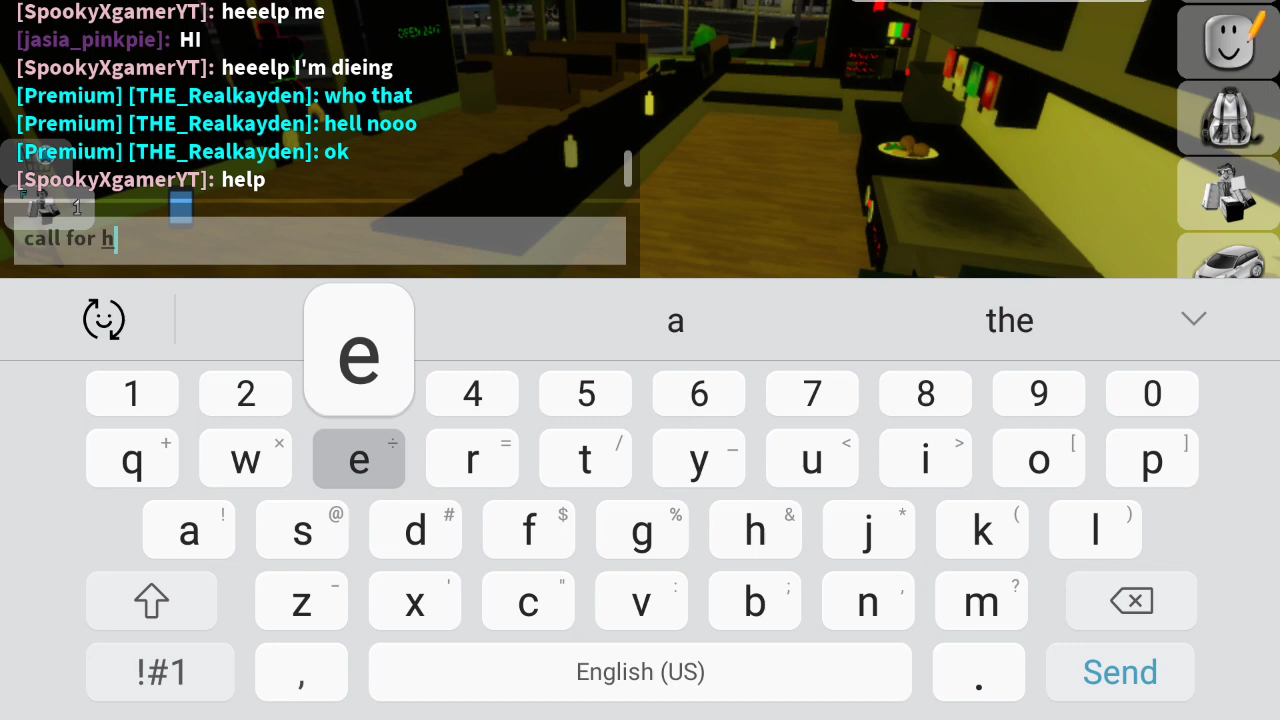 [SpookyXgamerYT]: heeelp me
[jasia_pinkpie]: HI
[SpookyXgamerYT]: heeelp I'm dieing
[Premium] [THE_Realkayden]: who that
[Premium] [THE_Realkayden]: hell nooo
[Premium] [THE_Realkayden]: ok
[SpookyXgamerYT]: help
1
call for h
e a the
1 2 4 5 6 7 8 9 0
q + w × e ÷ r = t / y _ u < i > o [ p ]
a ! s @ d # f $ g % h & j * k ( l )
z - x ' c " v : b ; n , m ?
!#1 , English (US) . Send